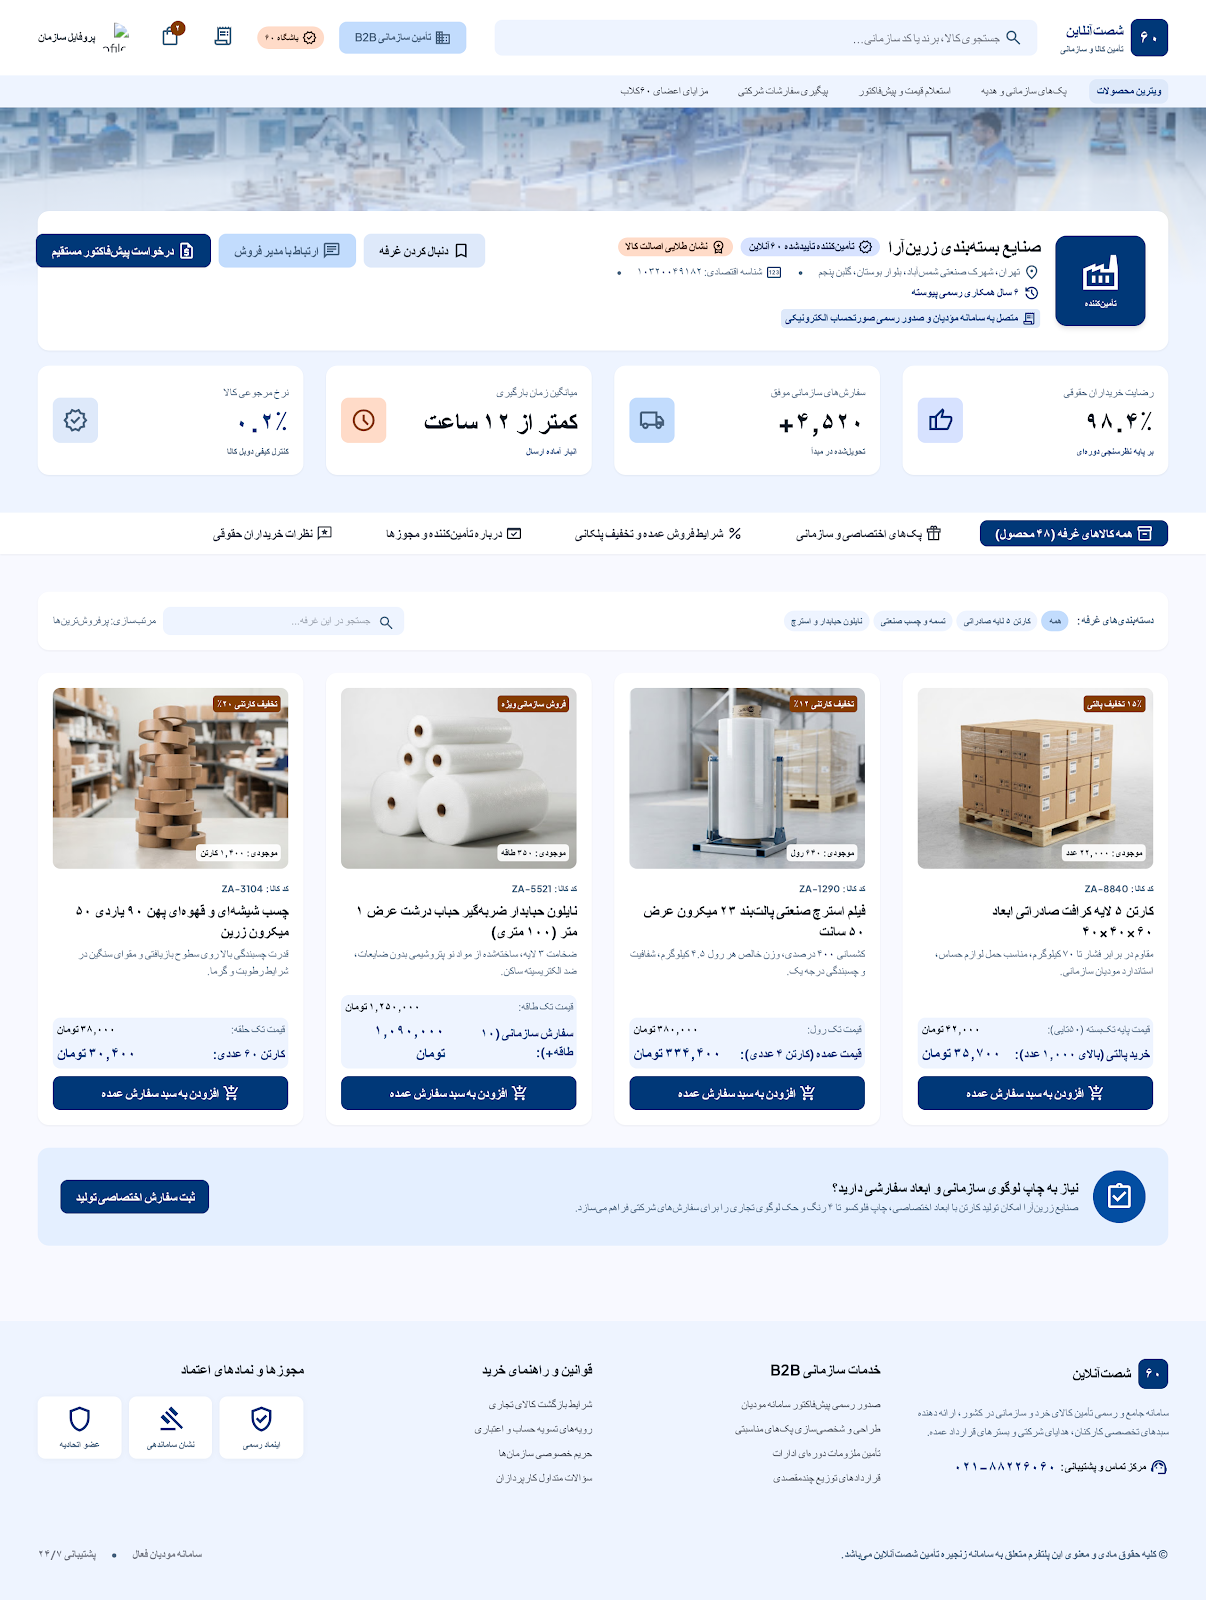 ۶۰
شصت‌آنلاین
تأمین کالا و سازمانی
جستجوی کالا، برند یا کد سازمانی...
تأمین سازمانی B2B
باشگاه ۶۰
۲
پروفایل سازمان
ویترین محصولات
پک‌های سازمانی و هدیه
استعلام قیمت و پیش‌فاکتور
پیگیری سفارشات شرکتی
مزایای اعضای ۶۰کلاب
تأمین‌کننده
صنایع بسته‌بندی زرین‌آرا
تأمین‌کننده تأییدشده ۶۰آنلاین
نشان طلایی اصالت کالا
تهران، شهرک صنعتی شمس‌آباد، بلوار بوستان، گلبن پنجم
شناسه اقتصادی: ۱۰۳۲۰۰۴۹۱۸۲
۶ سال همکاری رسمی پیوسته
متصل به سامانه مؤدیان و صدور رسمی صورتحساب الکترونیکی
دنبال کردن غرفه
ارتباط با مدیر فروش
درخواست پیش‌فاکتور مستقیم
رضایت خریداران حقوقی
۹۸.۴٪
بر پایه نظرسنجی دوره‌ای
سفارش‌های سازمانی موفق
۴,۵۲۰+
تحویل‌شده در مبدأ
میانگین زمان بارگیری
کمتر از ۱۲ ساعت
انبار آماده ارسال
نرخ مرجوعی کالا
۰.۲٪
کنترل کیفی دوبل کالا
همه کالاهای غرفه (۴۸ محصول)
پک‌های اختصاصی و سازمانی
شرایط فروش عمده و تخفیف پلکانی
درباره تأمین‌کننده و مجوزها
نظرات خریداران حقوقی
دسته‌بندی‌های غرفه:
همه
کارتن ۵ لایه صادراتی
تسمه و چسب صنعتی
نایلون حبابدار و استرچ
جستجو در این غرفه...
مرتب‌سازی: پرفروش‌ترین‌ها
۱۵٪ تخفیف پالتی
موجودی: ۲۲,۰۰۰ عدد
کد کالا: ZA-8840
کارتن ۵ لایه کرافت صادراتی ابعاد
۶۰×۴۰×۴۰
مقاوم در برابر فشار تا ۷۰ کیلوگرم، مناسب حمل لوازم حساس،
استاندارد مودیان سازمانی.
قیمت پایه تک‌بسته (۵۰تایی):
۴۲,۰۰۰ تومان
خرید پالتی (بالای ۱,۰۰۰ عدد):
۳۵,۷۰۰ تومان
افزودن به سبد سفارش عمده
تخفیف کارتنی ۱۲٪
موجودی: ۶۴۰ رول
کد کالا: ZA-1290
فیلم استرچ صنعتی پالت‌بند ۲۳ میکرون عرض
۵۰ سانت
کشسانی ۴۰۰ درصدی، وزن خالص هر رول ۴.۵ کیلوگرم، شفافیت
و چسبندگی درجه یک.
قیمت تک رول:
۳۸۰,۰۰۰ تومان
قیمت عمده (کارتن ۴ عددی):
۳۳۴,۴۰۰ تومان
افزودن به سبد سفارش عمده
فروش سازمانی ویژه
موجودی: ۳۵۰ طاقه
کد کالا: ZA-5521
نایلون حبابدار ضربه‌گیر حباب درشت عرض ۱
متر (۱۰۰ متری)
ضخامت ۳ لایه، ساخته‌شده از مواد نو پتروشیمی بدون ضایعات،
ضد الکتریسیته ساکن.
قیمت تک طاقه:
۱,۲۵۰,۰۰۰ تومان
سفارش سازمانی (۱۰
طاقه+):
۱,۰۹۰,۰۰۰
تومان
افزودن به سبد سفارش عمده
تخفیف کارتنی ۲۰٪
موجودی: ۱,۴۰۰ کارتن
کد کالا: ZA-3104
چسب شیشه‌ای و قهوه‌ای پهن ۹۰ یاردی ۵۰
میکرون زرین
قدرت چسبندگی بالا روی سطوح بازیافتی و مقوای سنگین در
شرایط رطوبت و گرما.
قیمت تک حلقه:
۳۸,۰۰۰ تومان
کارتن ۶۰ عددی:
۳۰,۴۰۰ تومان
افزودن به سبد سفارش عمده
نیاز به چاپ لوگوی سازمانی و ابعاد سفارشی دارید؟
صنایع زرین‌آرا امکان تولید کارتن با ابعاد اختصاصی، چاپ فلوکسو تا ۴ رنگ و حک لوگوی تجاری را برای سفارش‌های شرکتی فراهم می‌سازد.
ثبت سفارش اختصاصی تولید
۶۰
شصت‌آنلاین
سامانه جامع و رسمی تأمین کالای خرد و سازمانی در کشور، ارائه دهنده
سبدهای تخصصی کارکنان، هدایای شرکتی و بسترهای قرارداد عمده.
مرکز تماس و پشتیبانی: ۰۲۱-۸۸۲۲۶۰۶۰
خدمات سازمانی B2B
صدور رسمی پیش‌فاکتور سامانه مودیان
طراحی و شخصی‌سازی پک‌های مناسبتی
تأمین ملزومات دوره‌ای ادارات
قراردادهای توزیع چندمقصدی
قوانین و راهنمای خرید
شرایط بازگشت کالای تجاری
رویه‌های تسویه حساب و اعتباری
حریم خصوصی سازمان‌ها
سؤالات متداول کارپردازان
مجوزها و نمادهای اعتماد
اینماد رسمی
نشان ساماندهی
عضو اتحادیه
© کلیه حقوق مادی و معنوی این پلتفرم متعلق به سامانه زنجیره تأمین شصت‌آنلاین می‌باشد.
سامانه مودیان فعال
پشتیبانی ۲۴/۷